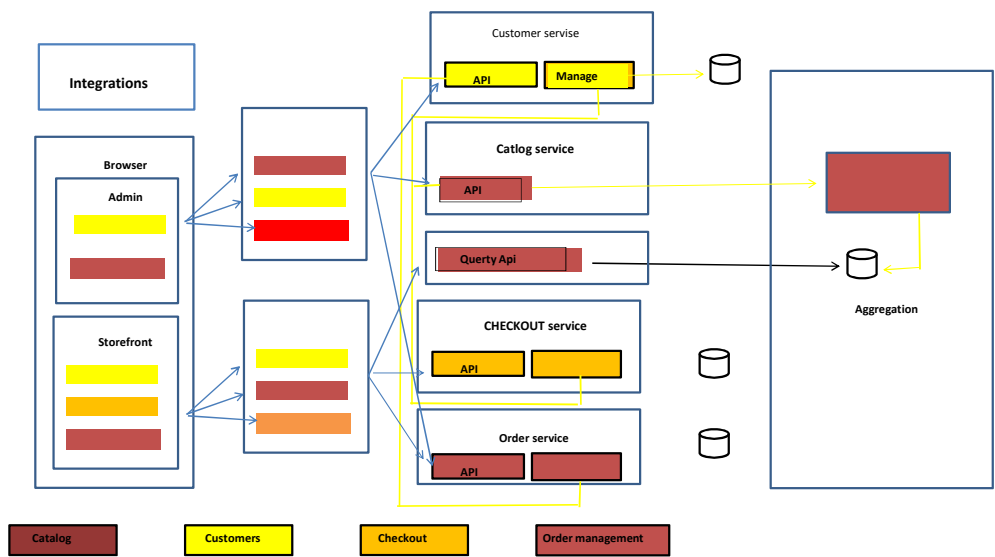 Customer servise
Integrations
API
Manage
Browser
Catlog service
Admin
API
Querty Api
Aggregation
Storefront
CHECKOUT service
API
Order service
API
Catalog
Customers
Checkout
Order management